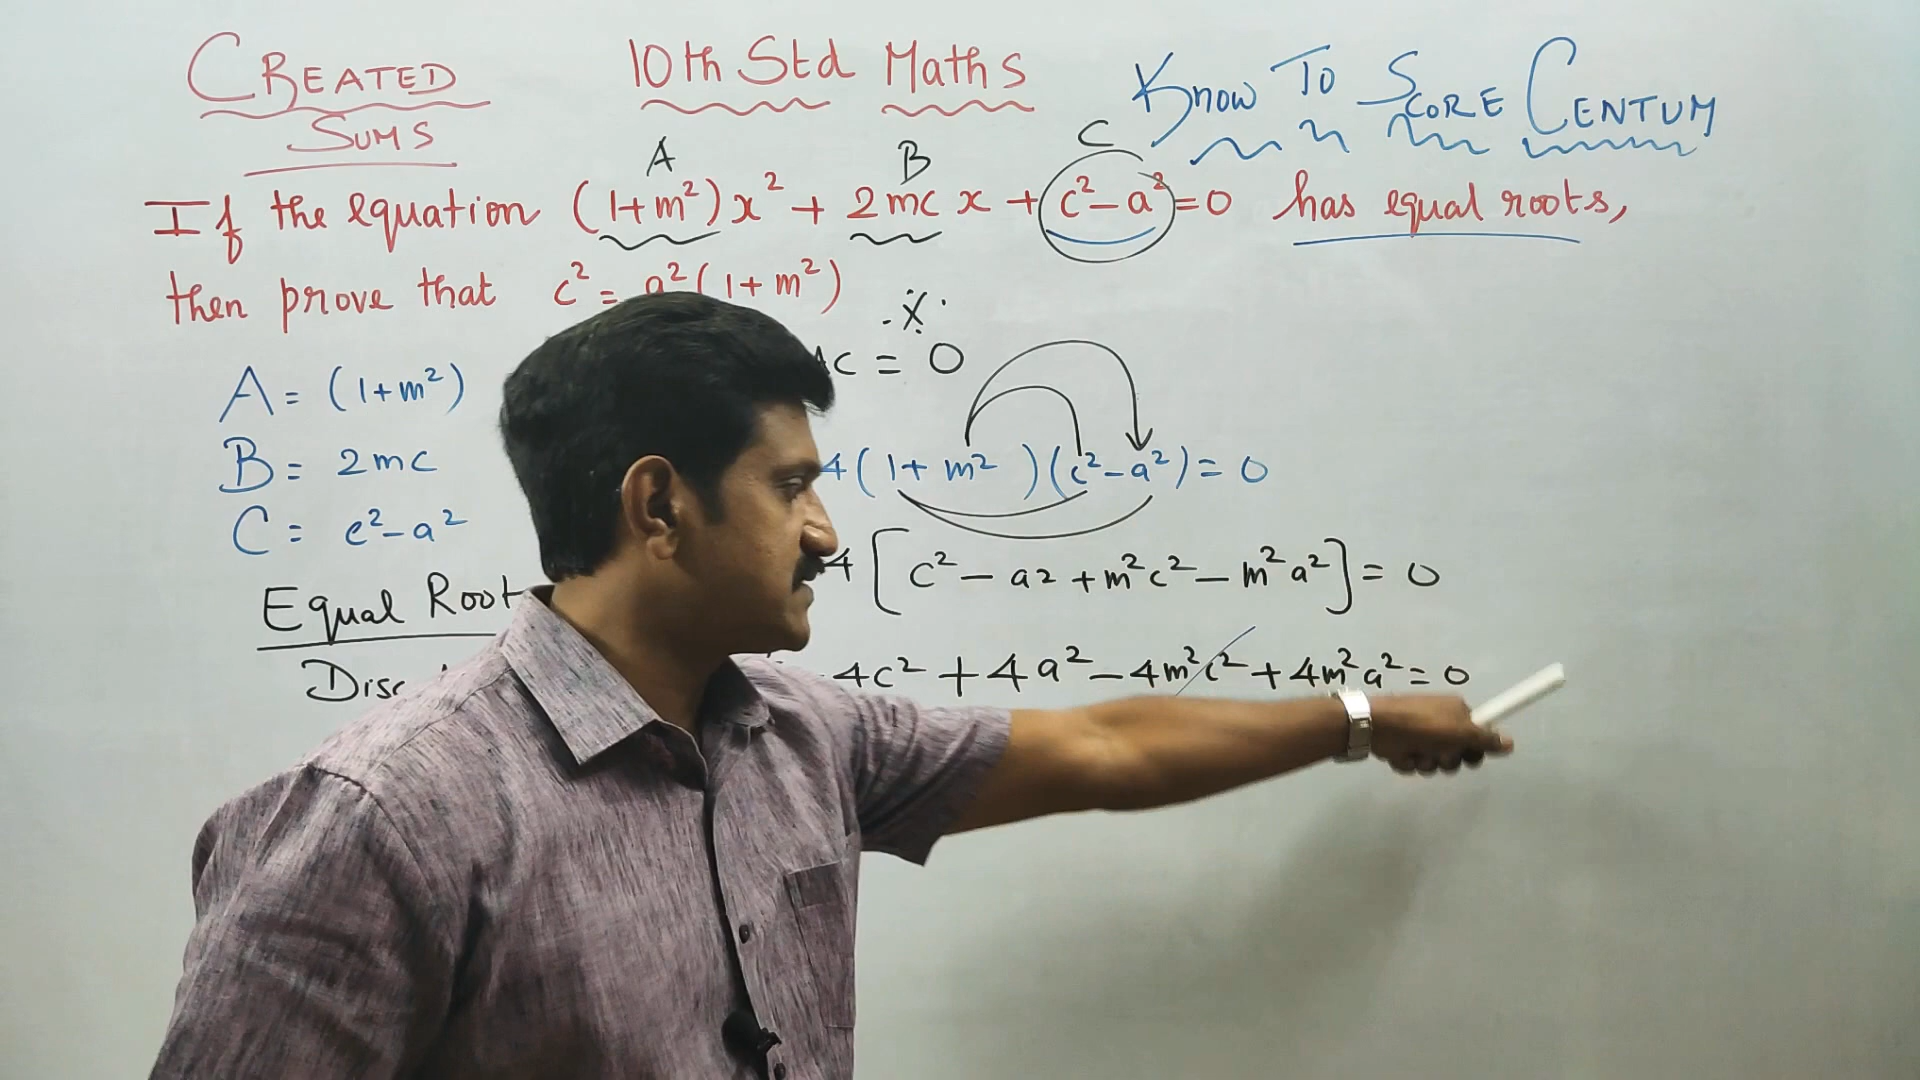 CREATED SUMS
10th Std Maths
Know To SCORE CENTUM
A B C
If the equation (1+m²)x² + 2mc x + c²-a² = 0 has equal roots,
then prove that c² = a²(1+m²)
A = (1+m²)
AC = 0
B = 2mc
4(1+m²)(c²-a²) = 0
C = c²-a²
4[c² - a2 + m²c² - m²a²] = 0
Equal Root
-4c² + 4a² - 4m²c² + 4m²a² = 0